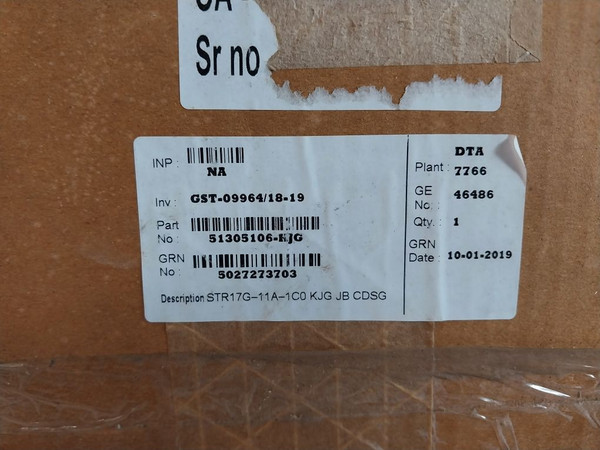 Sr no
INP : NA
Inv : GST-09964/18-19
Part No : 51305106-KJG
GRN No : 5027273703
Description STR17G-11A-1C0 KJG JB CDSG
DTA
Plant : 7766
GE No. : 46486
Qty. : 1
GRN Date : 10-01-2019